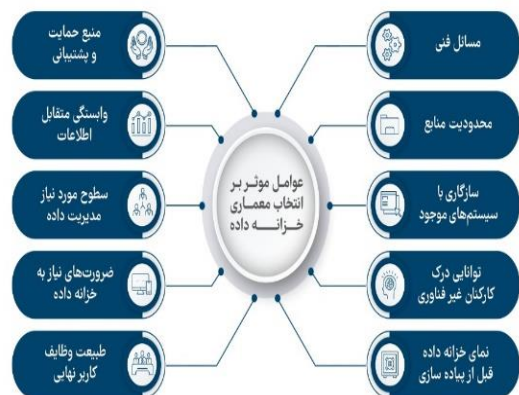 عوامل موثر بر
انتخاب معماری
خزانه داده
مسائل فنی
محدودیت منابع
سازگاری با
سیستم‌های موجود
توانایی درک
کارکنان غیر فناوری
نمای خزانه داده
قبل از پیاده سازی
منبع حمایت
و پشتیبانی
وابستگی متقابل
اطلاعات
سطوح مورد نیاز
مدیریت داده
ضرورت‌های نیاز به
خزانه داده
طبیعت وظایف
کاربر نهایی